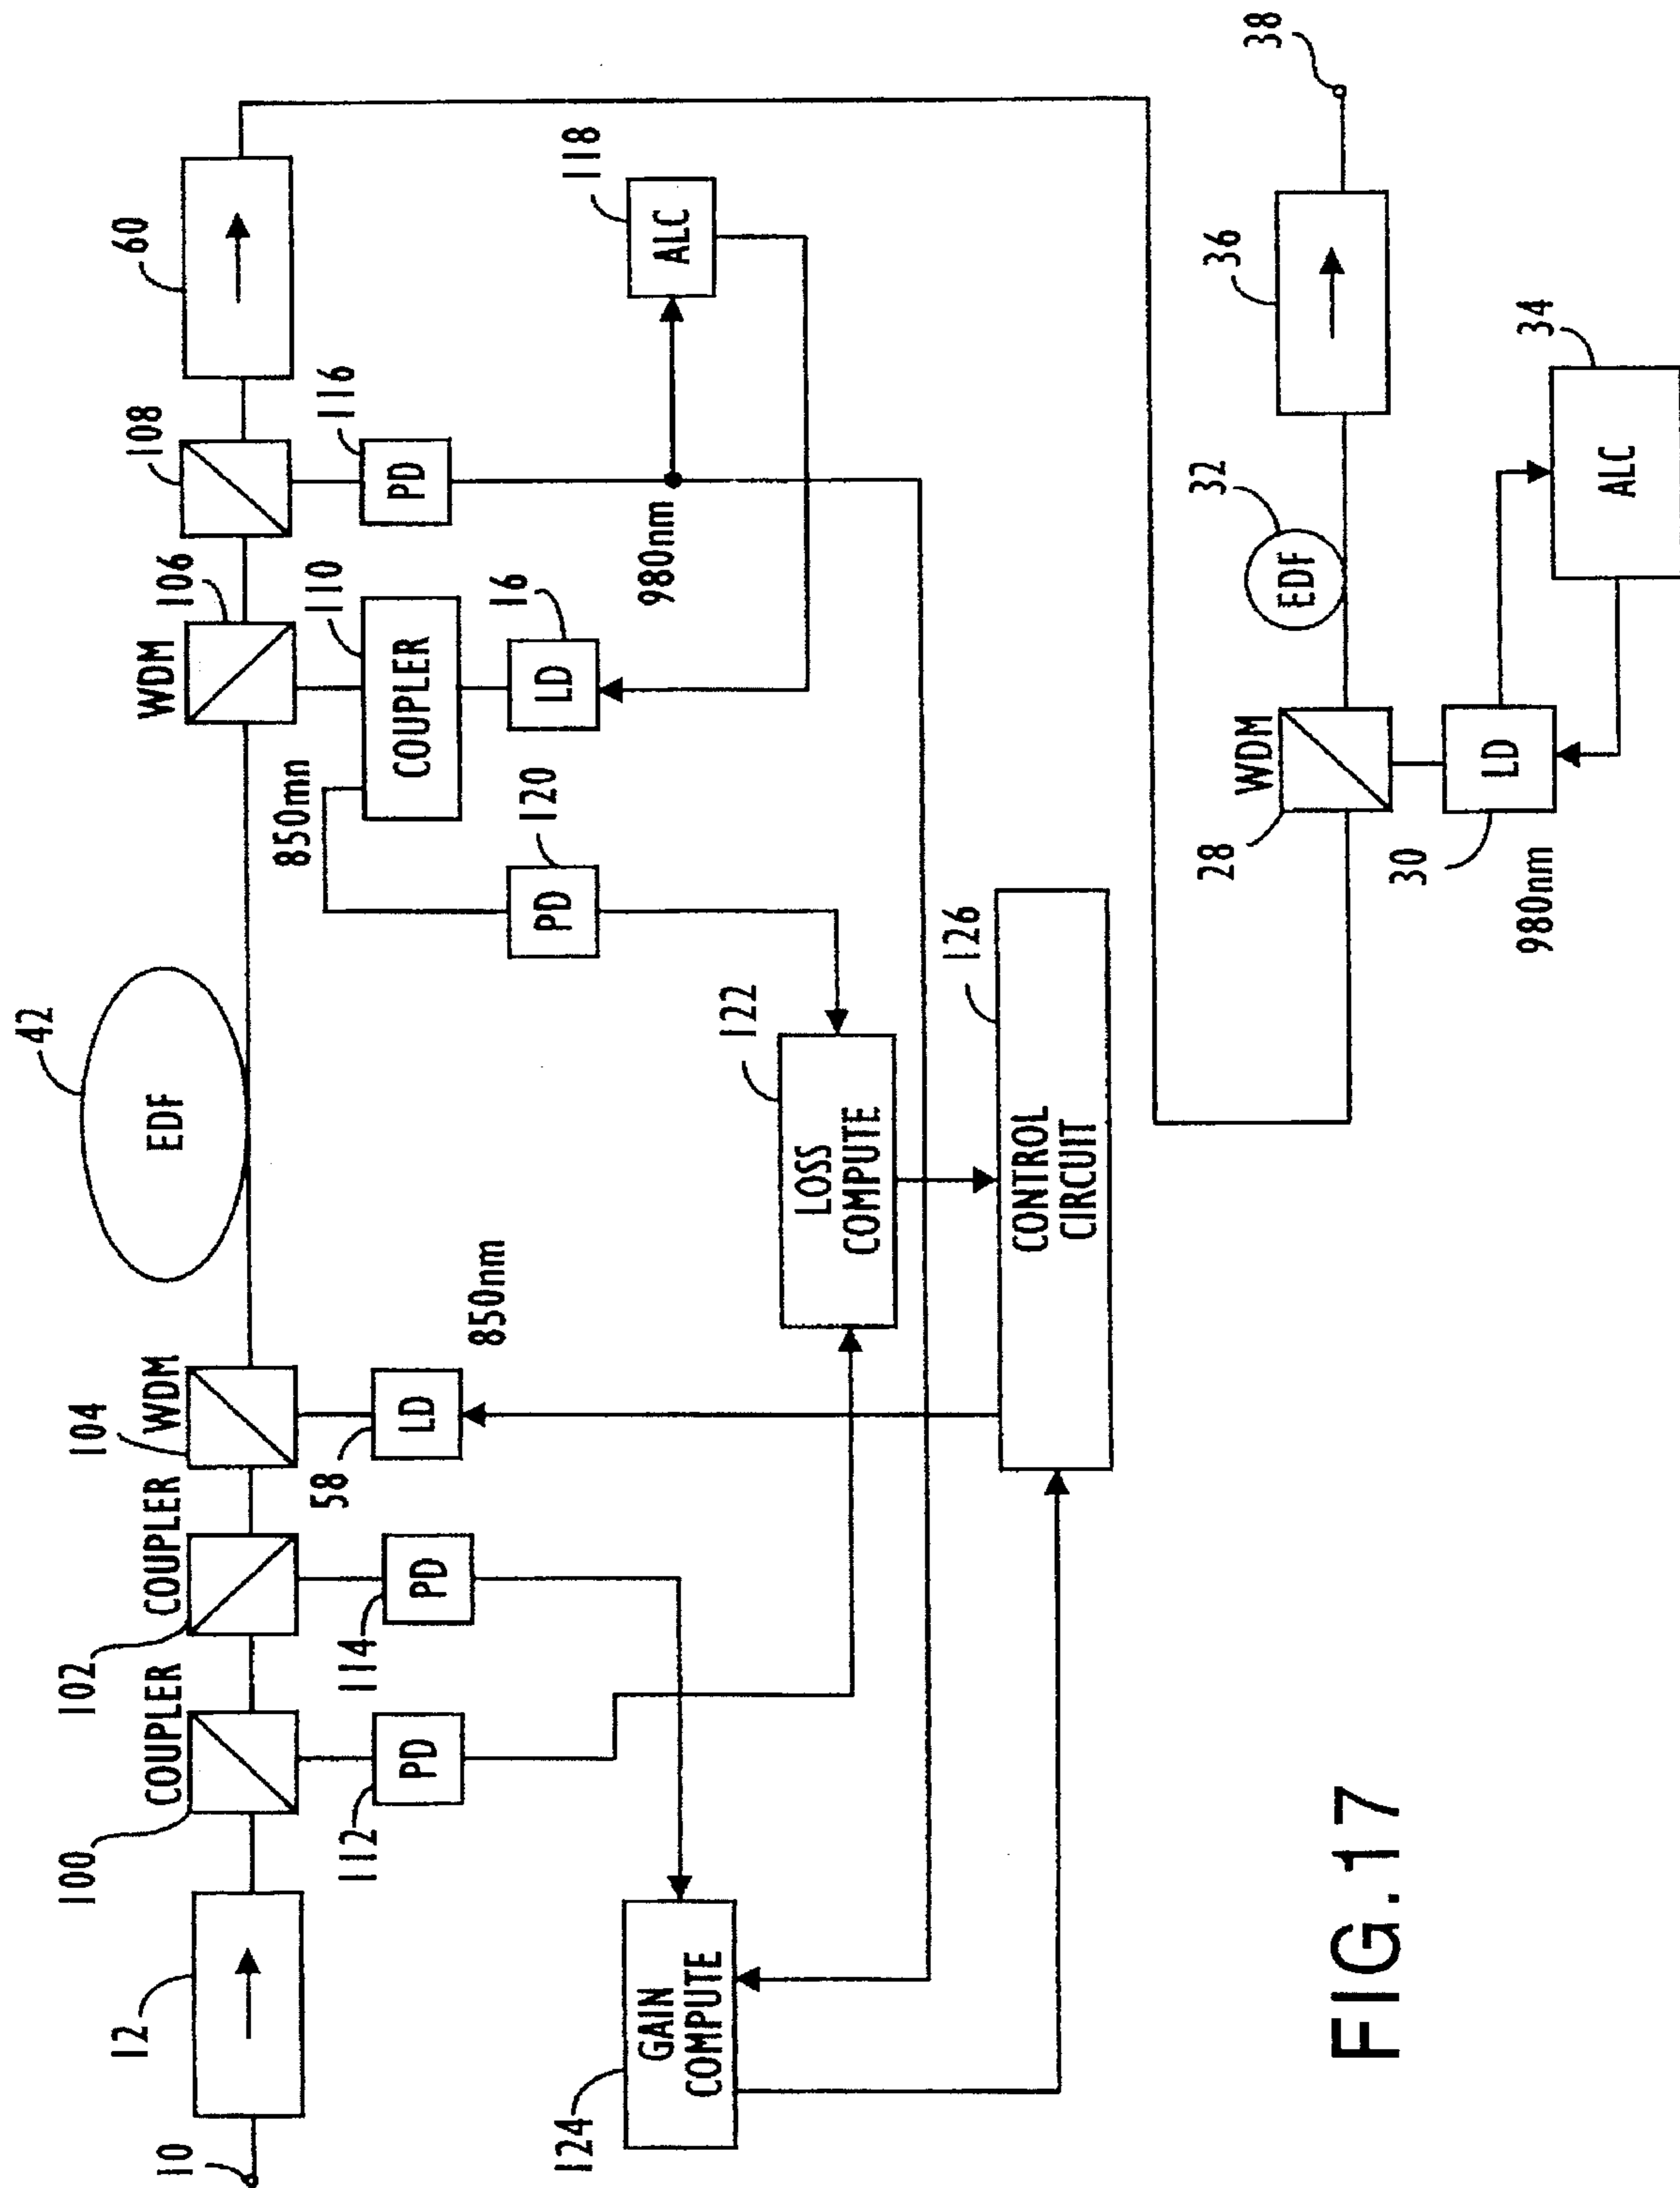 10
12
100
COUPLER
102
COUPLER
104
WDM
42
EDF
WDM
106
108
60
112
PD
114
PD
58
LD
850nm
850mn
110
COUPLER
116
PD
120
PD
16
LD
980nm
118
ALC
124
GAIN
COMPUTE
122
LOSS
COMPUTE
126
CONTROL
CIRCUIT
28
WDM
32
EDF
36
38
30
LD
980nm
34
ALC
FIG.17